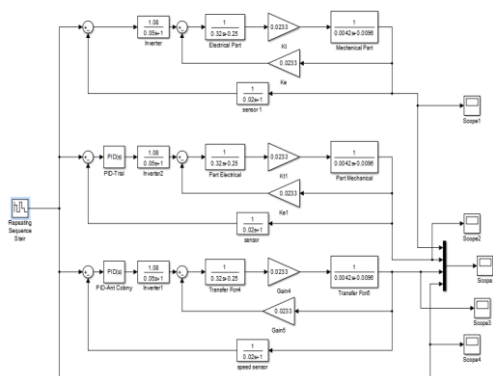 1.08
0.05s+1
Inverter
1
0.32s+0.25
Electrical Part
0.0233
Kt
1
0.0042s+0.0096
Mechanical Part
0.0233
Ke
1
0.02s+1
sensor 1
Scope1
PID(s)
PID-Trial
1.08
0.05s+1
Inverter2
1
0.32s+0.25
Part Electrical
0.0233
Kt1
1
0.0042s+0.0096
Part Mechanical
0.0233
Ke1
1
0.02s+1
sensor
Scope2
Repeating
Sequence
Stair
PID(s)
PID-Ant Colony
1.08
0.05s+1
Inverter1
1
0.32s+0.25
Transfer Fcn4
0.0233
Gain4
1
0.0042s+0.0096
Transfer Fcn5
0.0233
Gain5
1
0.02s+1
speed sensor
Scope
Scope3
Scope4